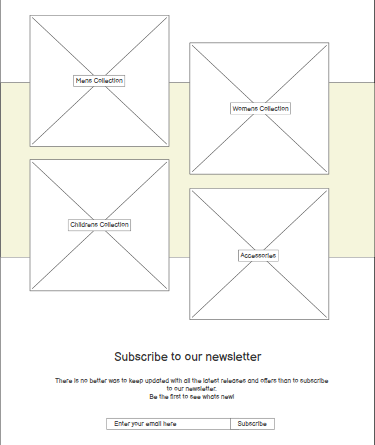 Mens Collection
Womens Collection
Childrens Collection
Accessories
Subscribe to our newsletter
There is no better was to keep updated with all the latest releases and offers than to subscribe
to our newsletter.
Be the first to see whats new!
Enter your email here
Subscribe